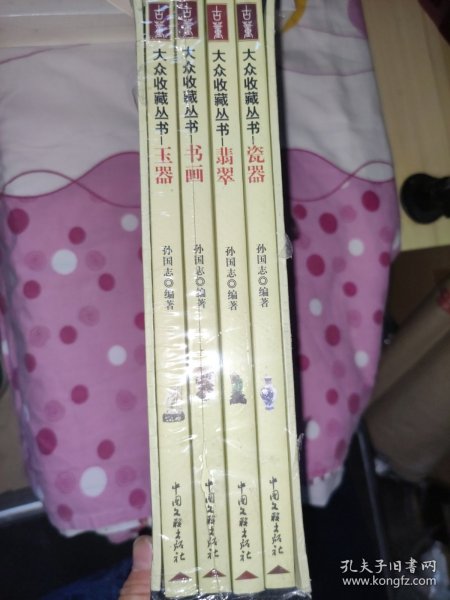 古董
大众收藏丛书—玉器
孙国志◎编著
中国文联出版社
古董
大众收藏丛书—书画
孙国志◎编著
中国文联出版社
古董
大众收藏丛书—翡翠
孙国志◎编著
中国文联出版社
古董
大众收藏丛书—瓷器
孙国志◎编著
中国文联出版社
孔夫子旧书网
www.kongfz.com